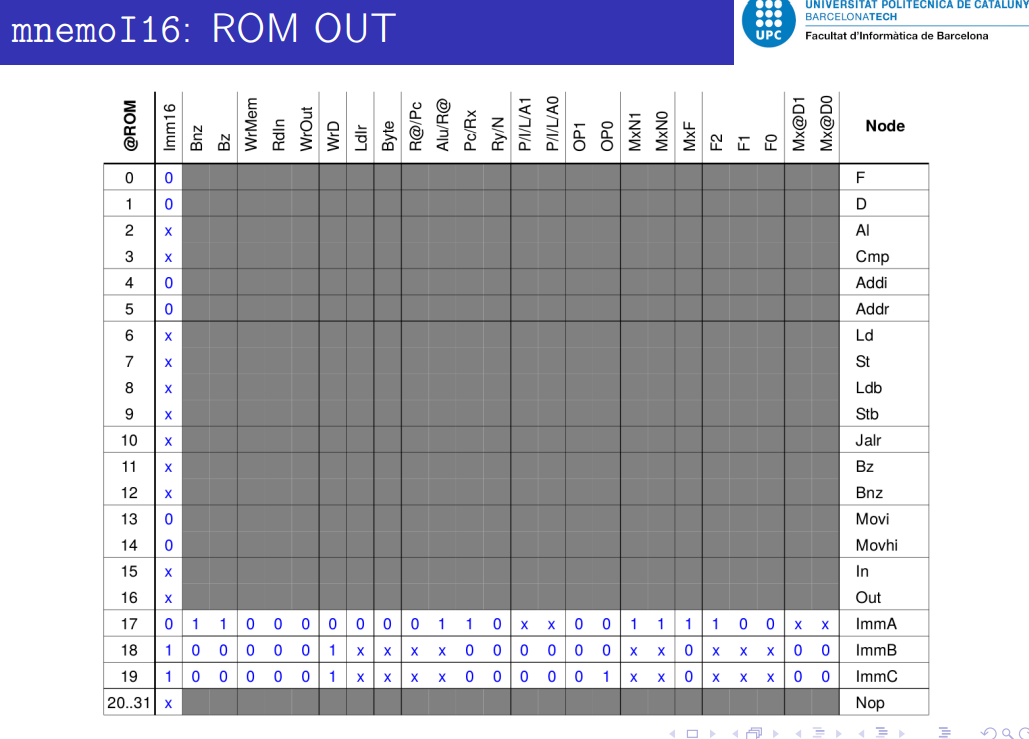 mnemoI16: ROM OUT
UNIVERSITAT POLITÈCNICA DE CATALUNY
BARCELONATECH
Facultat d'Informàtica de Barcelona
UPC
@ROM Imm16 Bnz Bz WrMem RdIn WrOut WrD LdIr Byte R@/Pc Alu/R@ Pc/Rx Ry/N P/I/L/A1 P/I/L/A0 OP1 OP0 MxN1 MxN0 MxF F2 F1 F0 Mx@D1 Mx@D0 Node
0 0 F
1 0 D
2 x Al
3 x Cmp
4 0 Addi
5 0 Addr
6 x Ld
7 x St
8 x Ldb
9 x Stb
10 x Jalr
11 x Bz
12 x Bnz
13 0 Movi
14 0 Movhi
15 x In
16 x Out
17 0 1 1 0 0 0 0 0 0 0 1 1 0 x x 0 0 1 1 1 1 0 0 x x ImmA
18 1 0 0 0 0 0 1 x x x x 0 0 0 0 0 0 x x 0 x x x 0 0 ImmB
19 1 0 0 0 0 0 1 x x x x 0 0 0 0 0 1 x x 0 x x x 0 0 ImmC
20..31 x Nop